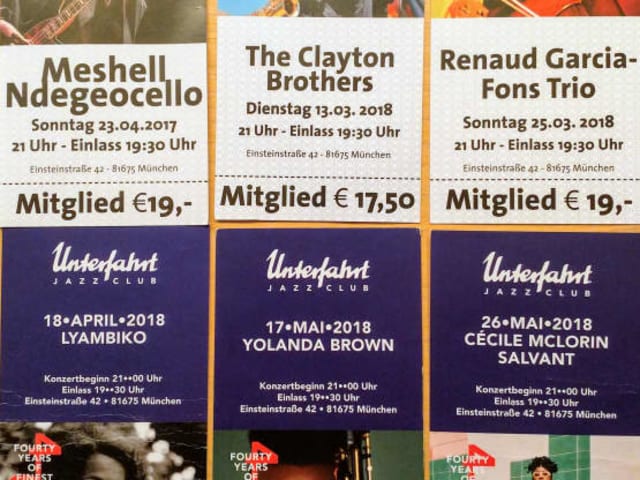 Meshell
Ndegeocello
Sonntag 23.04.2017
21 Uhr - Einlass 19:30 Uhr
Einsteinstraße 42 - 81675 München
Mitglied €19,-
The Clayton
Brothers
Dienstag 13.03. 2018
21 Uhr - Einlass 19:30 Uhr
Einsteinstraße 42 - 81675 München
Mitglied € 17,50
Renaud Garcia-
Fons Trio
Sonntag 25.03. 2018
21 Uhr - Einlass 19:30 Uhr
Einsteinstraße 42 - 81675 München
Mitglied € 19,-
Unterfahrt
JAZZ CLUB
18•APRIL•2018
LYAMBIKO
Konzertbeginn 21••00 Uhr
Einlass 19••30 Uhr
Einsteinstraße 42 • 81675 München
FOURTY
YEARS
OF
FINEST
Unterfahrt
JAZZ CLUB
17•MAI•2018
YOLANDA BROWN
Konzertbeginn 21••00 Uhr
Einlass 19••30 Uhr
Einsteinstraße 42 • 81675 München
FOURTY
YEARS
OF
Unterfahrt
JAZZ CLUB
26•MAI•2018
CÉCILE MCLORIN
SALVANT
Konzertbeginn 21••00 Uhr
Einlass 19••30 Uhr
Einsteinstraße 42 • 81675 München
FOURTY
YEARS
OF